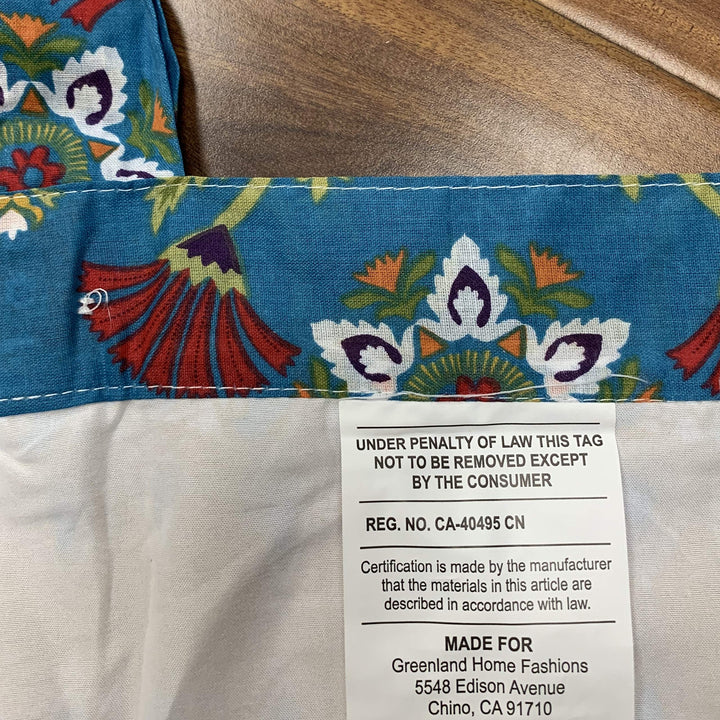 UNDER PENALTY OF LAW THIS TAG
NOT TO BE REMOVED EXCEPT
BY THE CONSUMER
REG. NO. CA-40495 CN
Certification is made by the manufacturer
that the materials in this article are
described in accordance with law.
MADE FOR
Greenland Home Fashions
5548 Edison Avenue
Chino, CA 91710